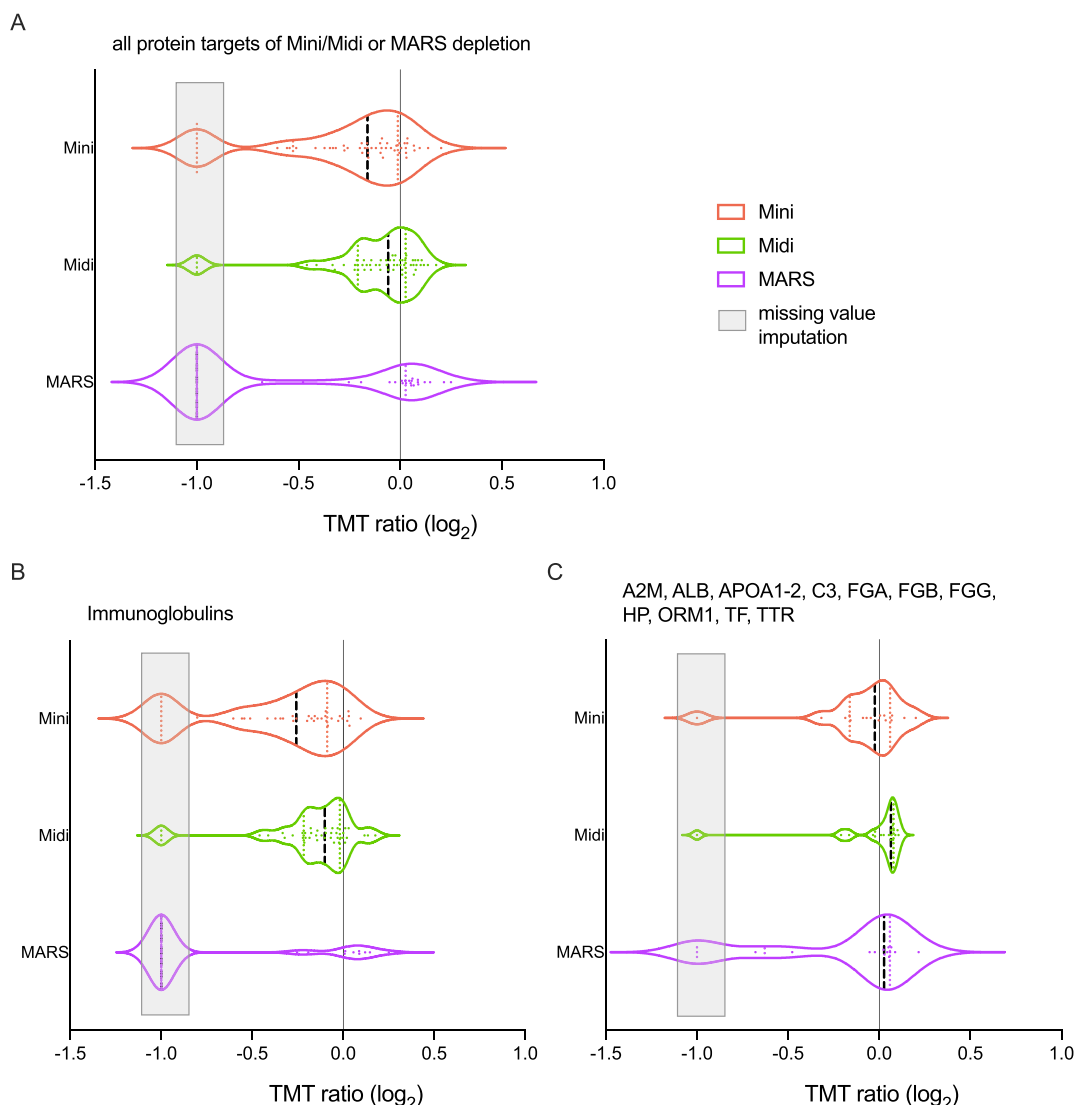 A
all protein targets of Mini/Midi or MARS depletion
Mini
Midi
MARS
-1.5 -1.0 -0.5 0.0 0.5 1.0
TMT ratio (log2)
Mini
Midi
MARS
missing value
imputation
B
Immunoglobulins
Mini
Midi
MARS
-1.5 -1.0 -0.5 0.0 0.5 1.0
TMT ratio (log2)
C
A2M, ALB, APOA1-2, C3, FGA, FGB, FGG,
HP, ORM1, TF, TTR
Mini
Midi
MARS
-1.5 -1.0 -0.5 0.0 0.5 1.0
TMT ratio (log2)